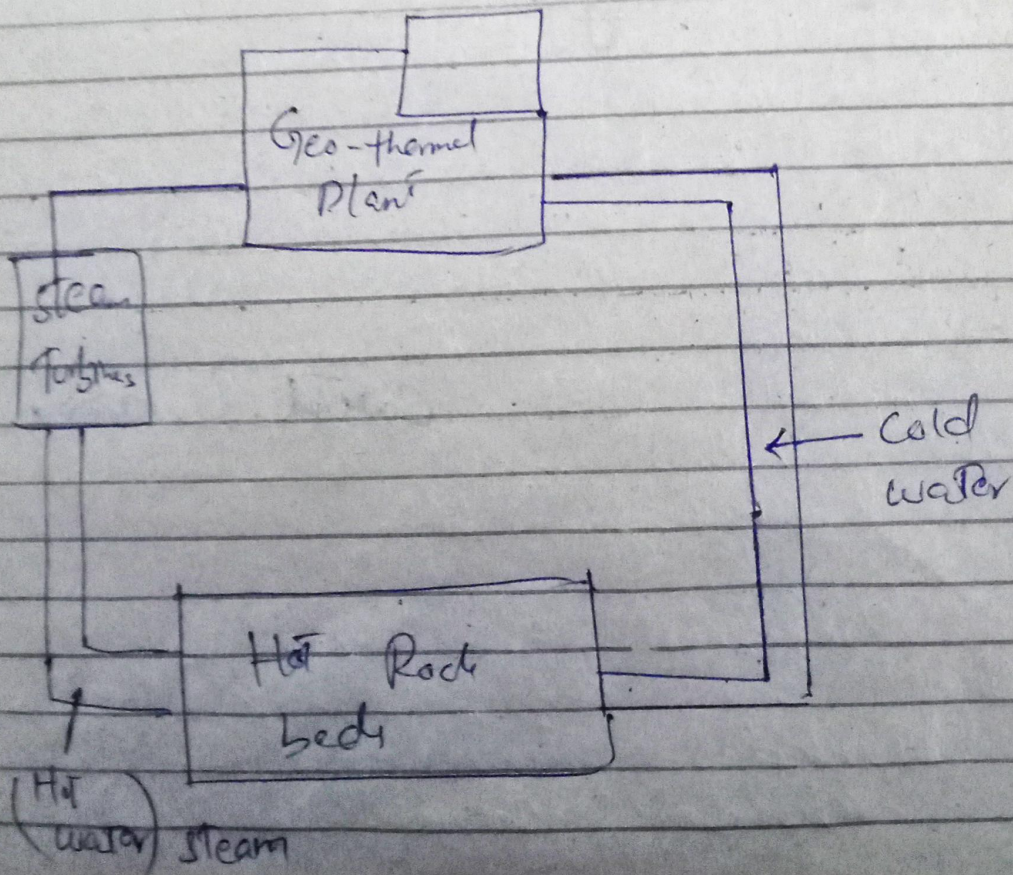 Geo-thermal
Plant
Steam
Turbines
Cold
water
Hot Rock
beds
(Hot
water) steam